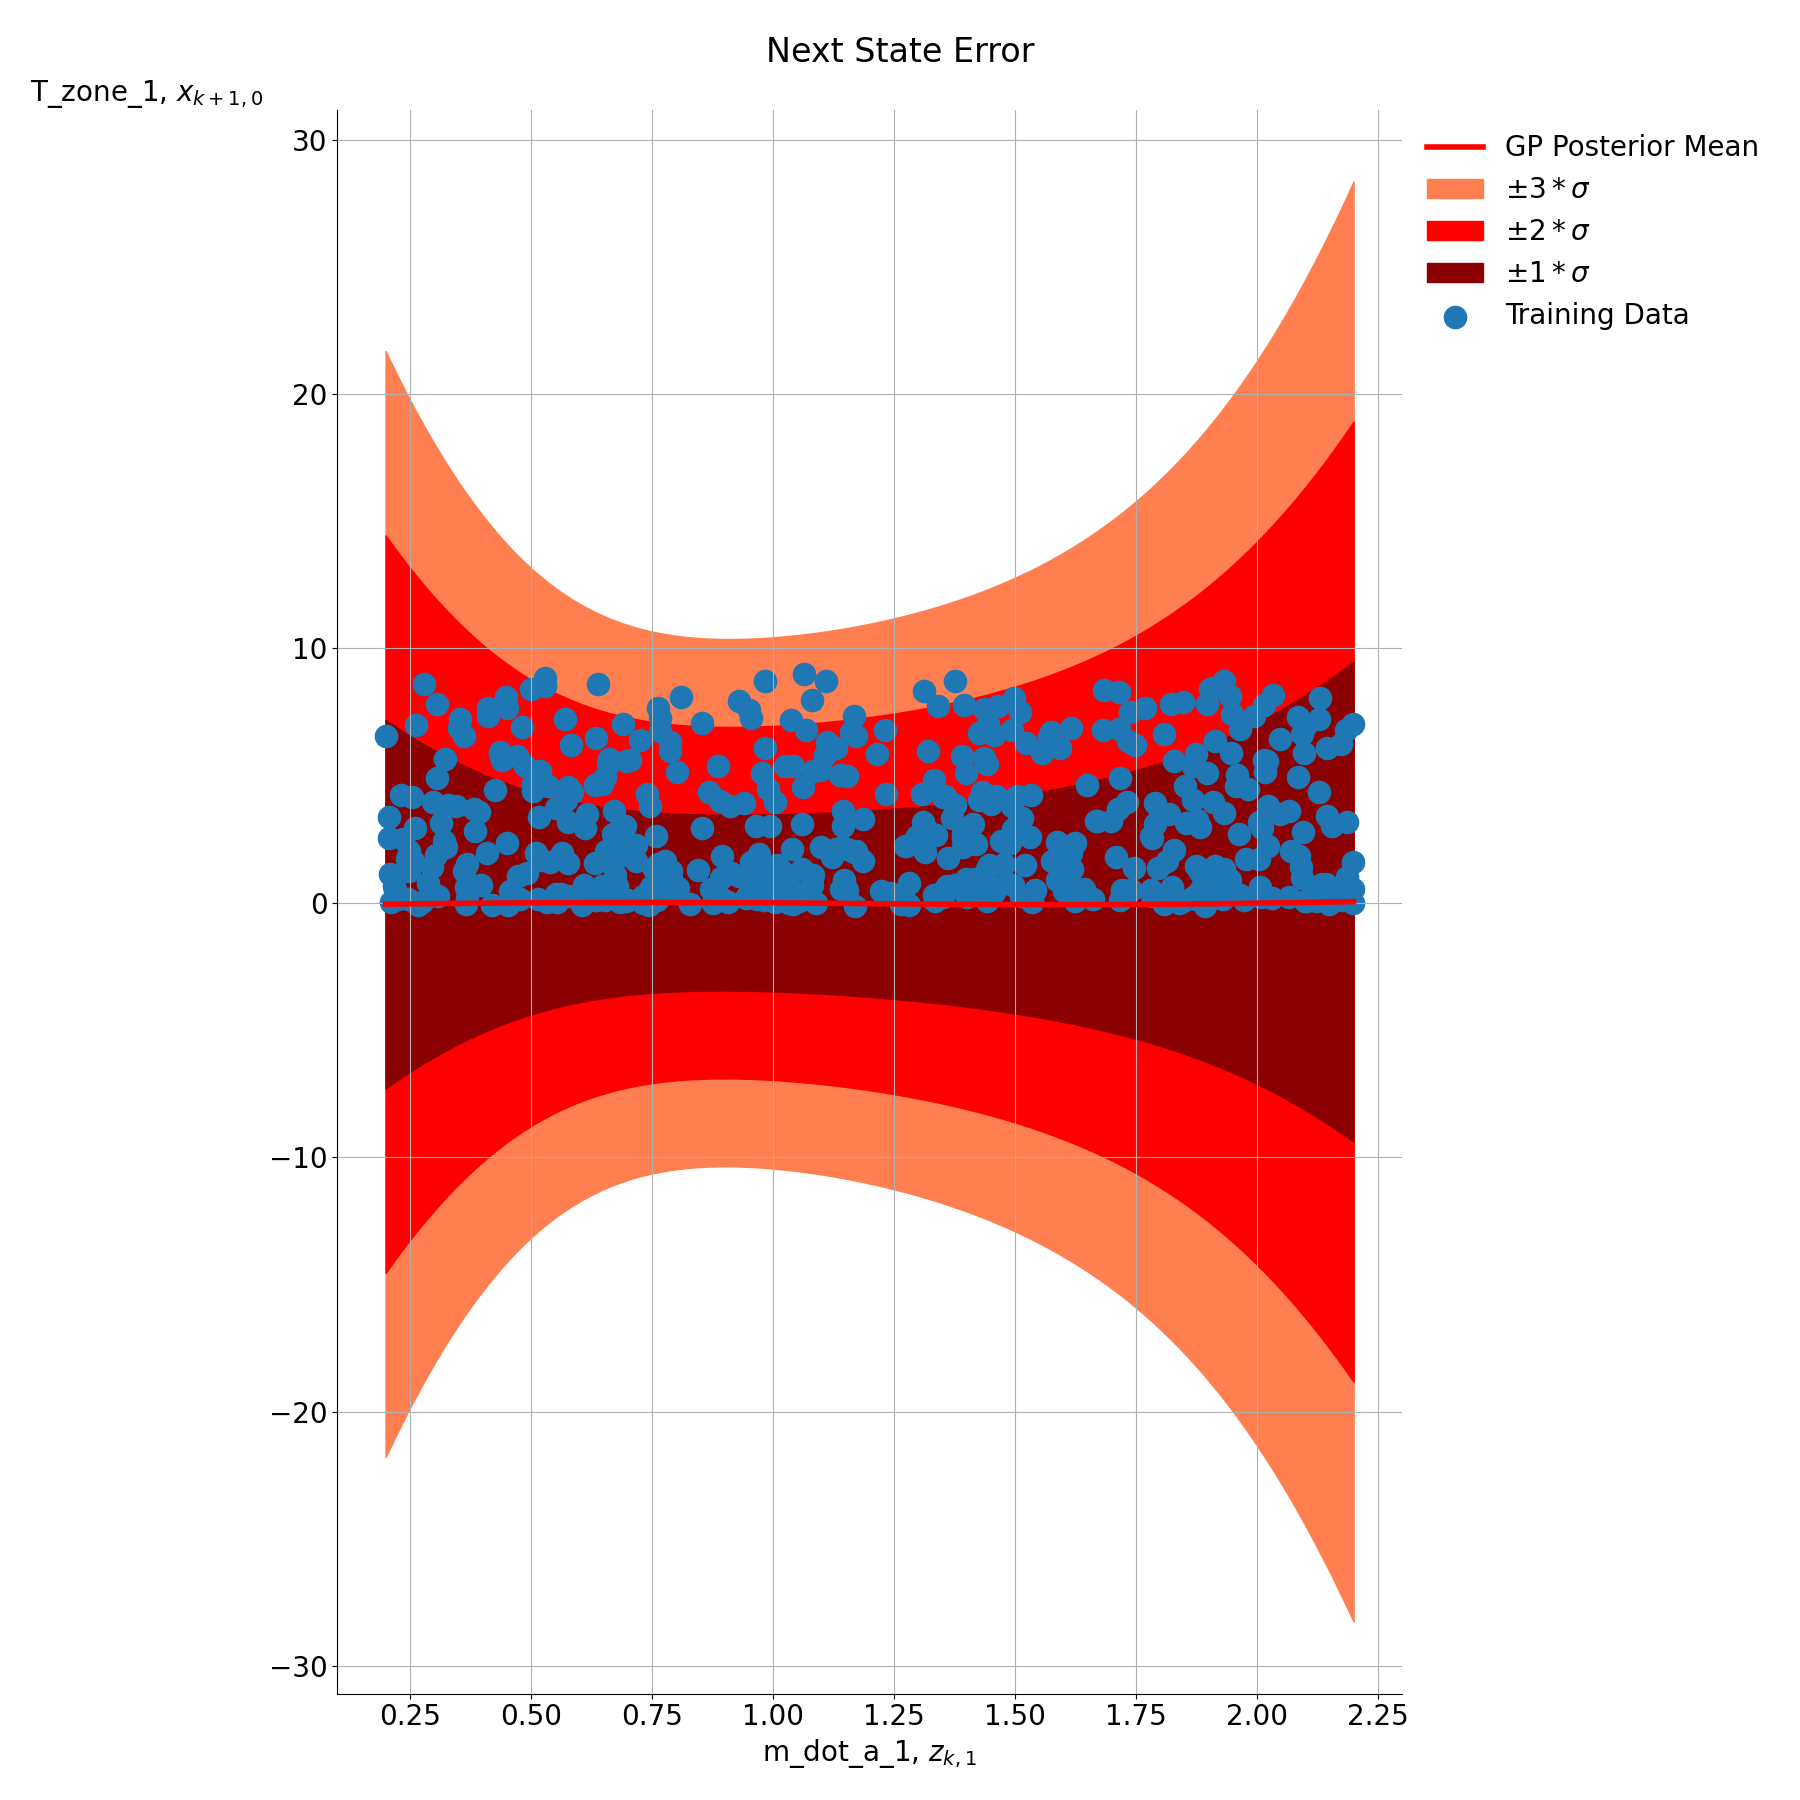 Next State Error
T_zone_1, x_{k+1,0}
30
20
10
0
−10
−20
−30
0.25 0.50 0.75 1.00 1.25 1.50 1.75 2.00 2.25
m_dot_a_1, z_{k,1}
GP Posterior Mean
±3 * σ
±2 * σ
±1 * σ
Training Data